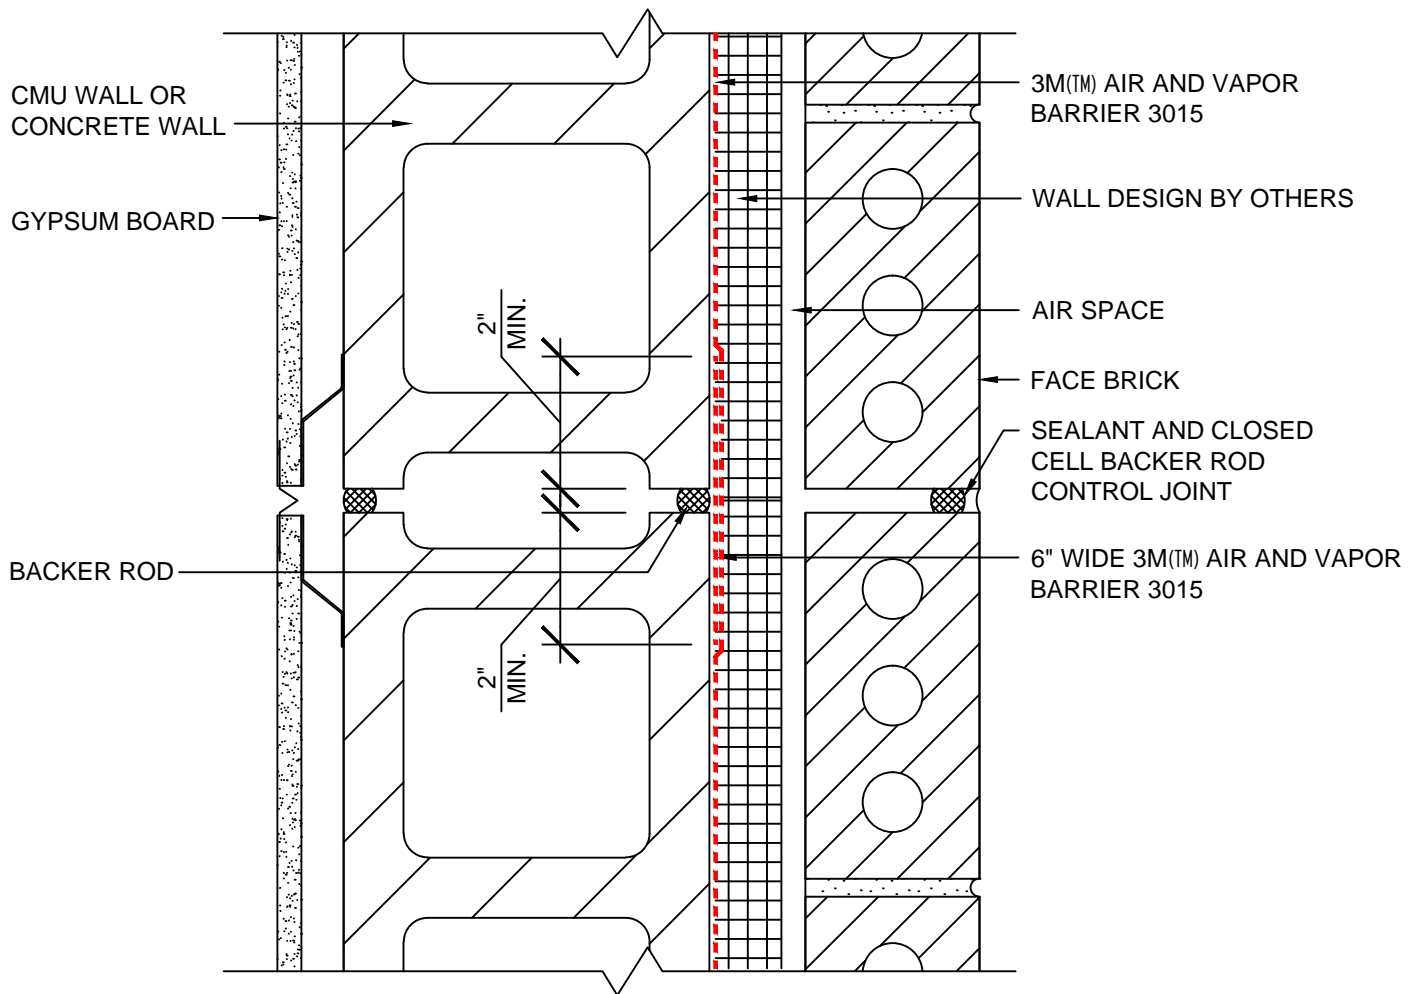 CMU WALL OR
CONCRETE WALL
GYPSUM BOARD
2"
MIN.
BACKER ROD
2"
MIN.
3M(TM) AIR AND VAPOR
BARRIER 3015
WALL DESIGN BY OTHERS
AIR SPACE
FACE BRICK
SEALANT AND CLOSED
CELL BACKER ROD
CONTROL JOINT
6" WIDE 3M(TM) AIR AND VAPOR
BARRIER 3015